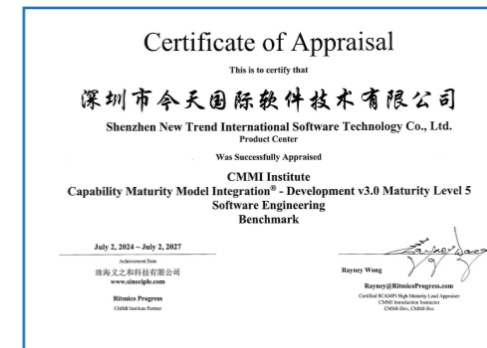 Certificate of Appraisal
This is to certify that
深圳市今天国际软件技术有限公司
Shenzhen New Trend International Software Technology Co., Ltd.
Product Center
Was Successfully Appraised
CMMI Institute
Capability Maturity Model Integration® - Development v3.0 Maturity Level 5
Software Engineering
Benchmark
July 2, 2024 ~ July 2, 2027
Achievement Date
珠海义之和科技有限公司
www.sineciple.com
Ritmics Progress
CMMI Institute Partner
Rayney Wong
Rayney@RitmicsProgress.com
Certified SCAMPI High Maturity Lead Appraiser
CMMI Introduction Instructor
CMMI-Dev, CMMI-Svc